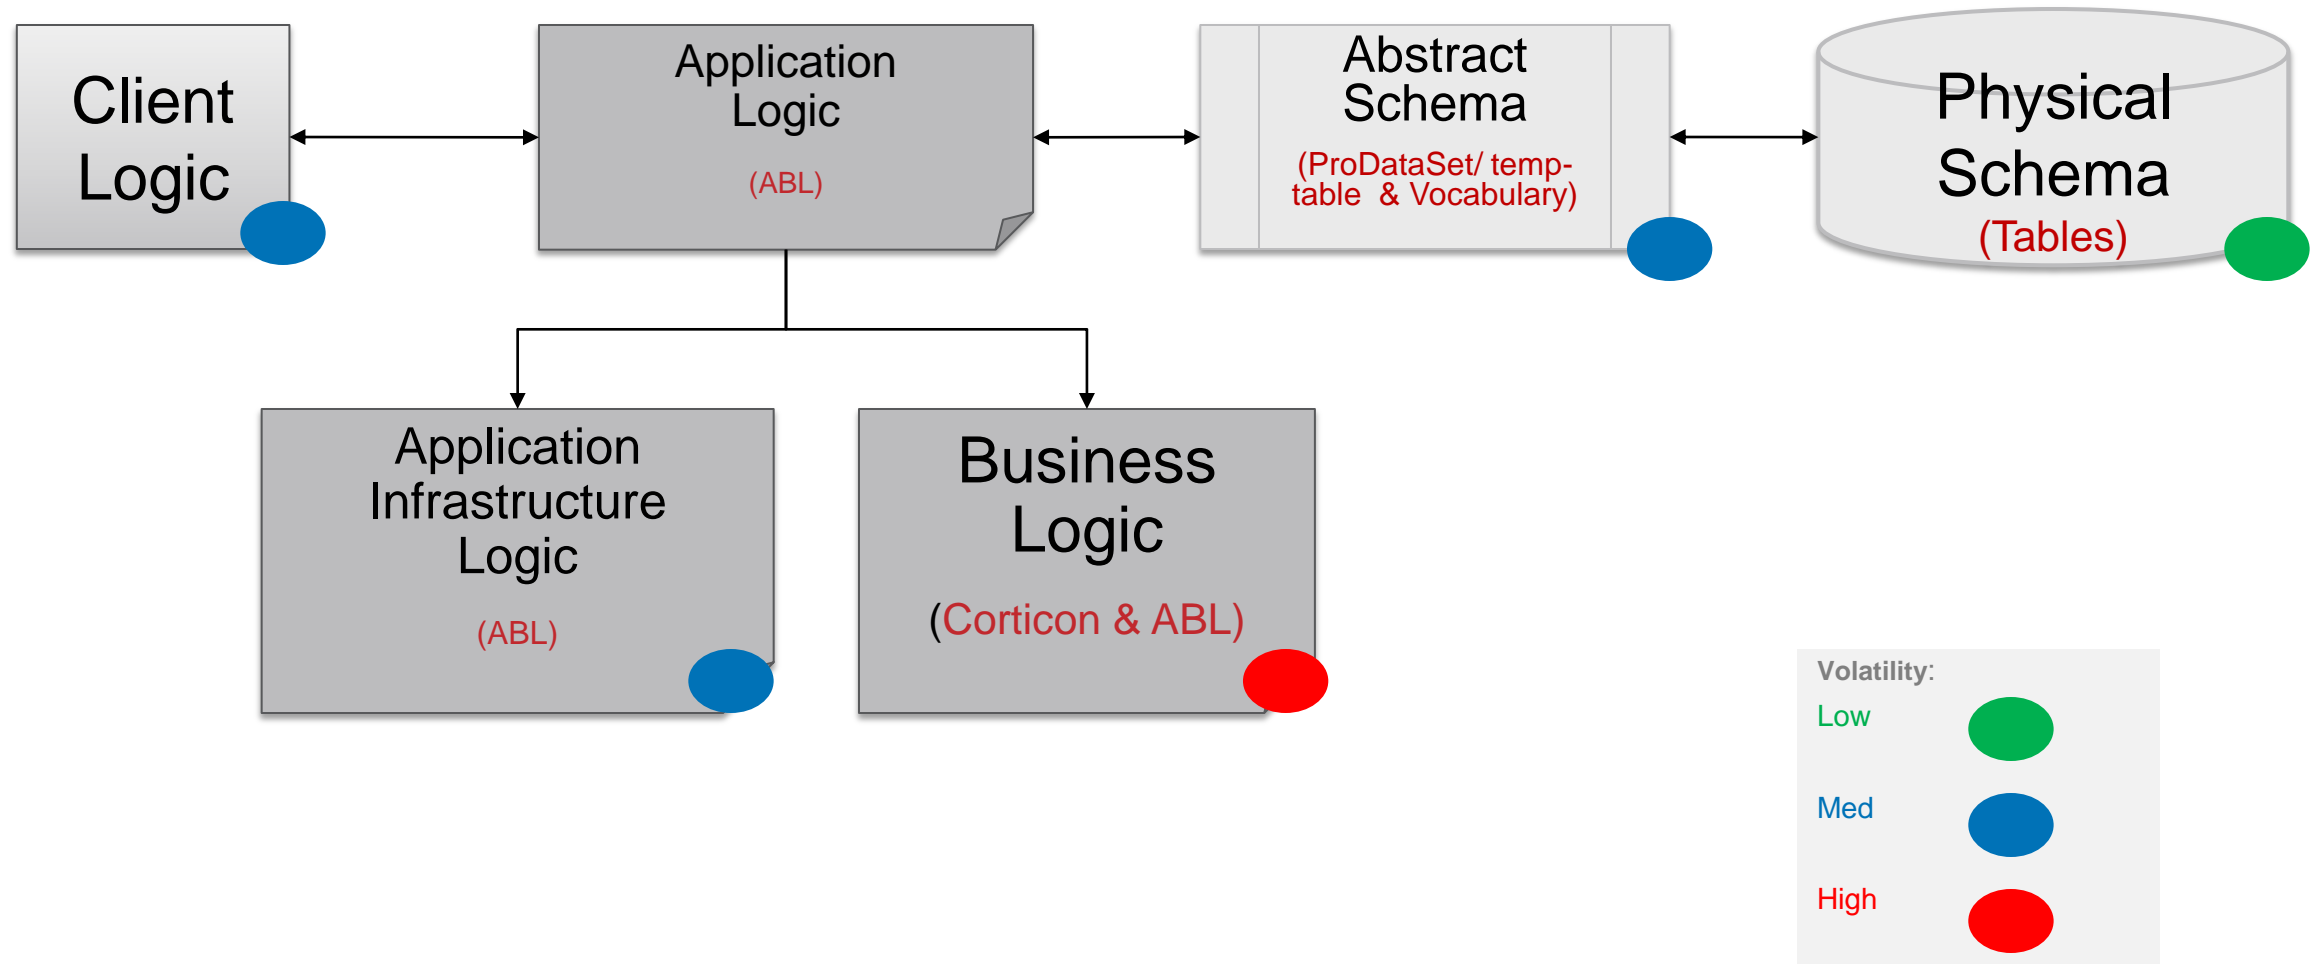 Client
Logic
Application
Logic
(ABL)
Abstract
Schema
(ProDataSet/ temp-
table & Vocabulary)
Physical
Schema
(Tables)
Application
Infrastructure
Logic
(ABL)
Business
Logic
(Corticon & ABL)
Volatility:
Low
Med
High